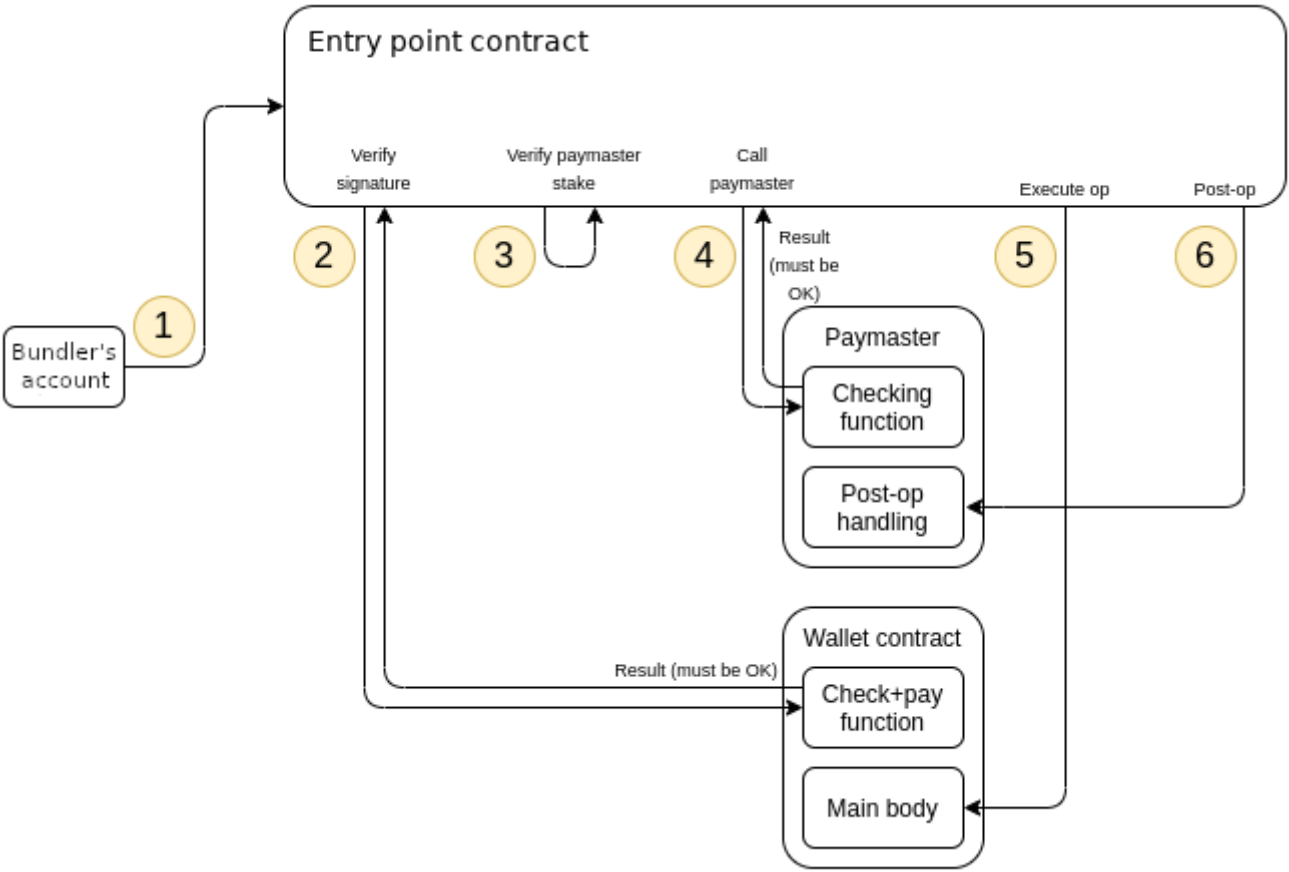 Entry point contract
Verify
signature
Verify paymaster
stake
Call
paymaster
Execute op
Post-op
1
2
3
4
5
6
Result
(must be
OK)
Bundler's
account
Paymaster
Checking
function
Post-op
handling
Wallet contract
Result (must be OK)
Check+pay
function
Main body